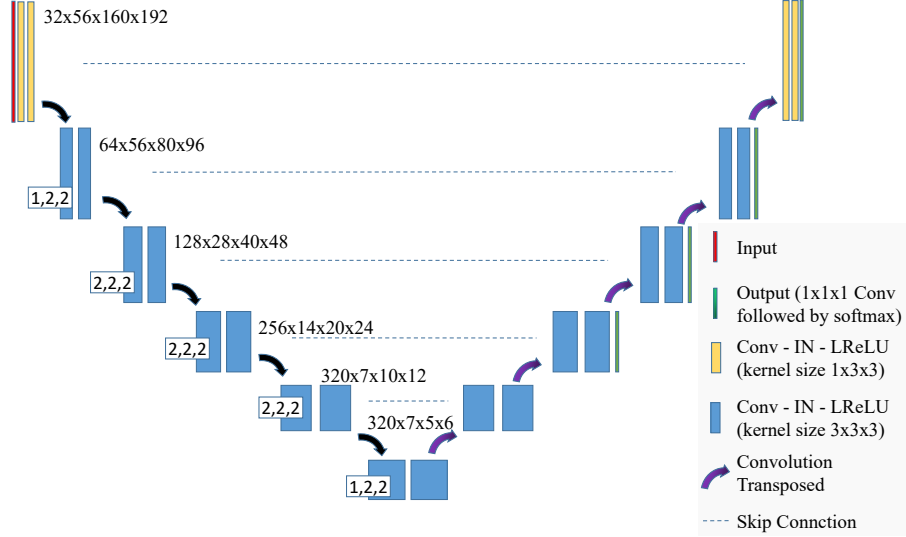 32x56x160x192
64x56x80x96
1,2,2
128x28x40x48
2,2,2
256x14x20x24
2,2,2
320x7x10x12
2,2,2
320x7x5x6
1,2,2
Input
Output (1x1x1 Conv
followed by softmax)
Conv - IN - LReLU
(kernel size 1x3x3)
Conv - IN - LReLU
(kernel size 3x3x3)
Convolution
Transposed
Skip Connction